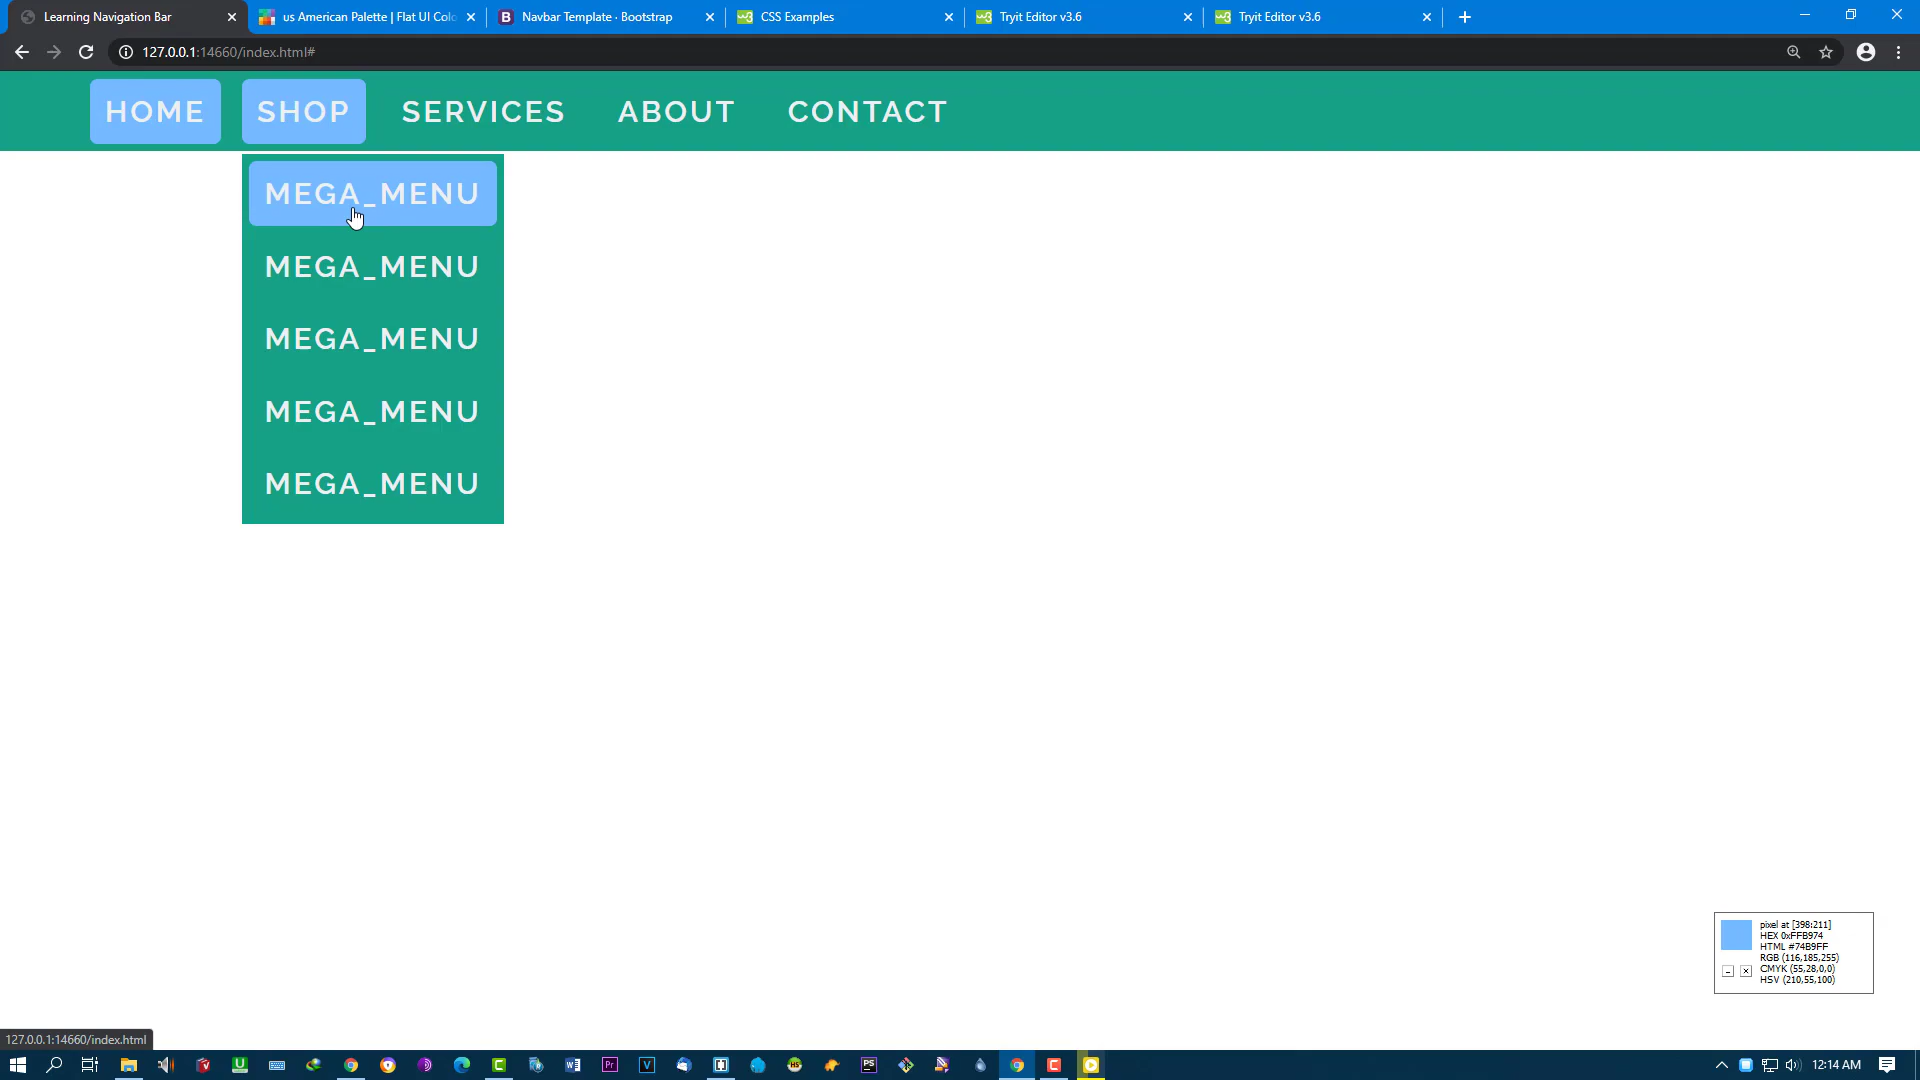 Learning Navigation Bar
us American Palette | Flat UI Colo
B Navbar Template · Bootstrap
CSS Examples
Tryit Editor v3.6
Tryit Editor v3.6
127.0.0.1:14660/index.html#
HOME SHOP SERVICES ABOUT CONTACT
MEGA_MENU
MEGA_MENU
MEGA_MENU
MEGA_MENU
MEGA_MENU
pixel at [398:211]
HEX 0xFFB974
HTML #74B9FF
RGB (116,185,255)
CMYK (55,28,0,0)
HSV (210,55,100)
127.0.0.1:14660/index.html
12:14 AM